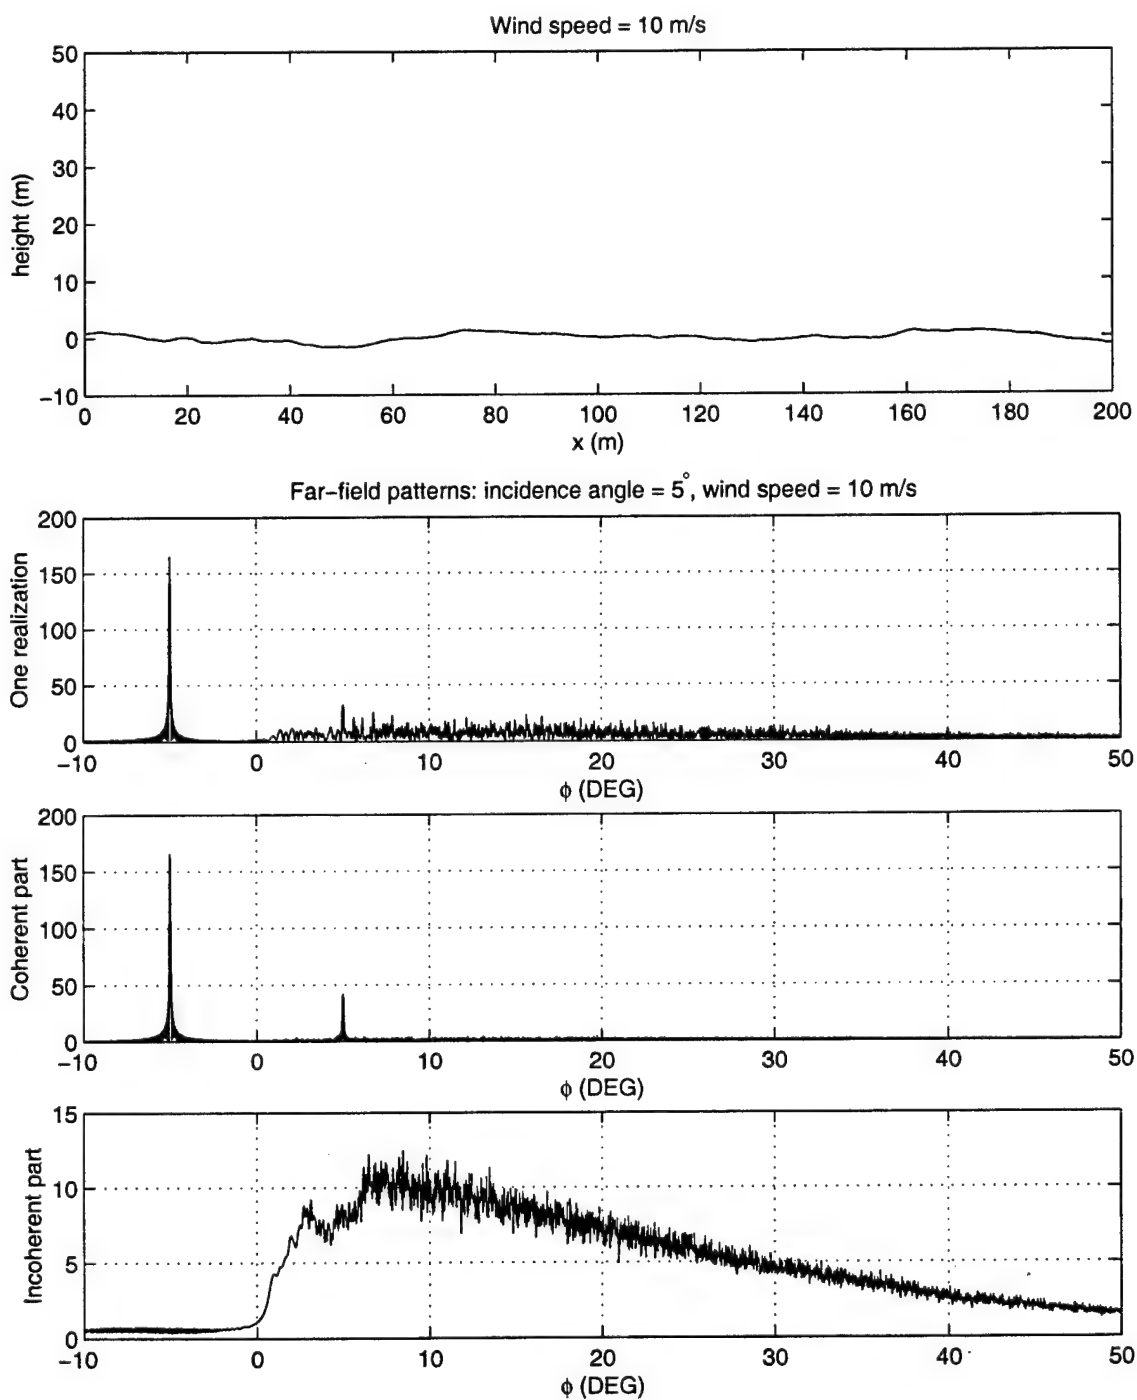 Wind speed = 10 m/s
50
40
30
20
10
0
−10
height (m)
0 20 40 60 80 100 120 140 160 180 200
x (m)
Far−field patterns: incidence angle = 5°, wind speed = 10 m/s
200
150
100
50
0
One realization
−10 0 10 20 30 40 50
ϕ (DEG)
200
150
100
50
0
Coherent part
−10 0 10 20 30 40 50
ϕ (DEG)
15
10
5
0
Incoherent part
−10 0 10 20 30 40 50
ϕ (DEG)